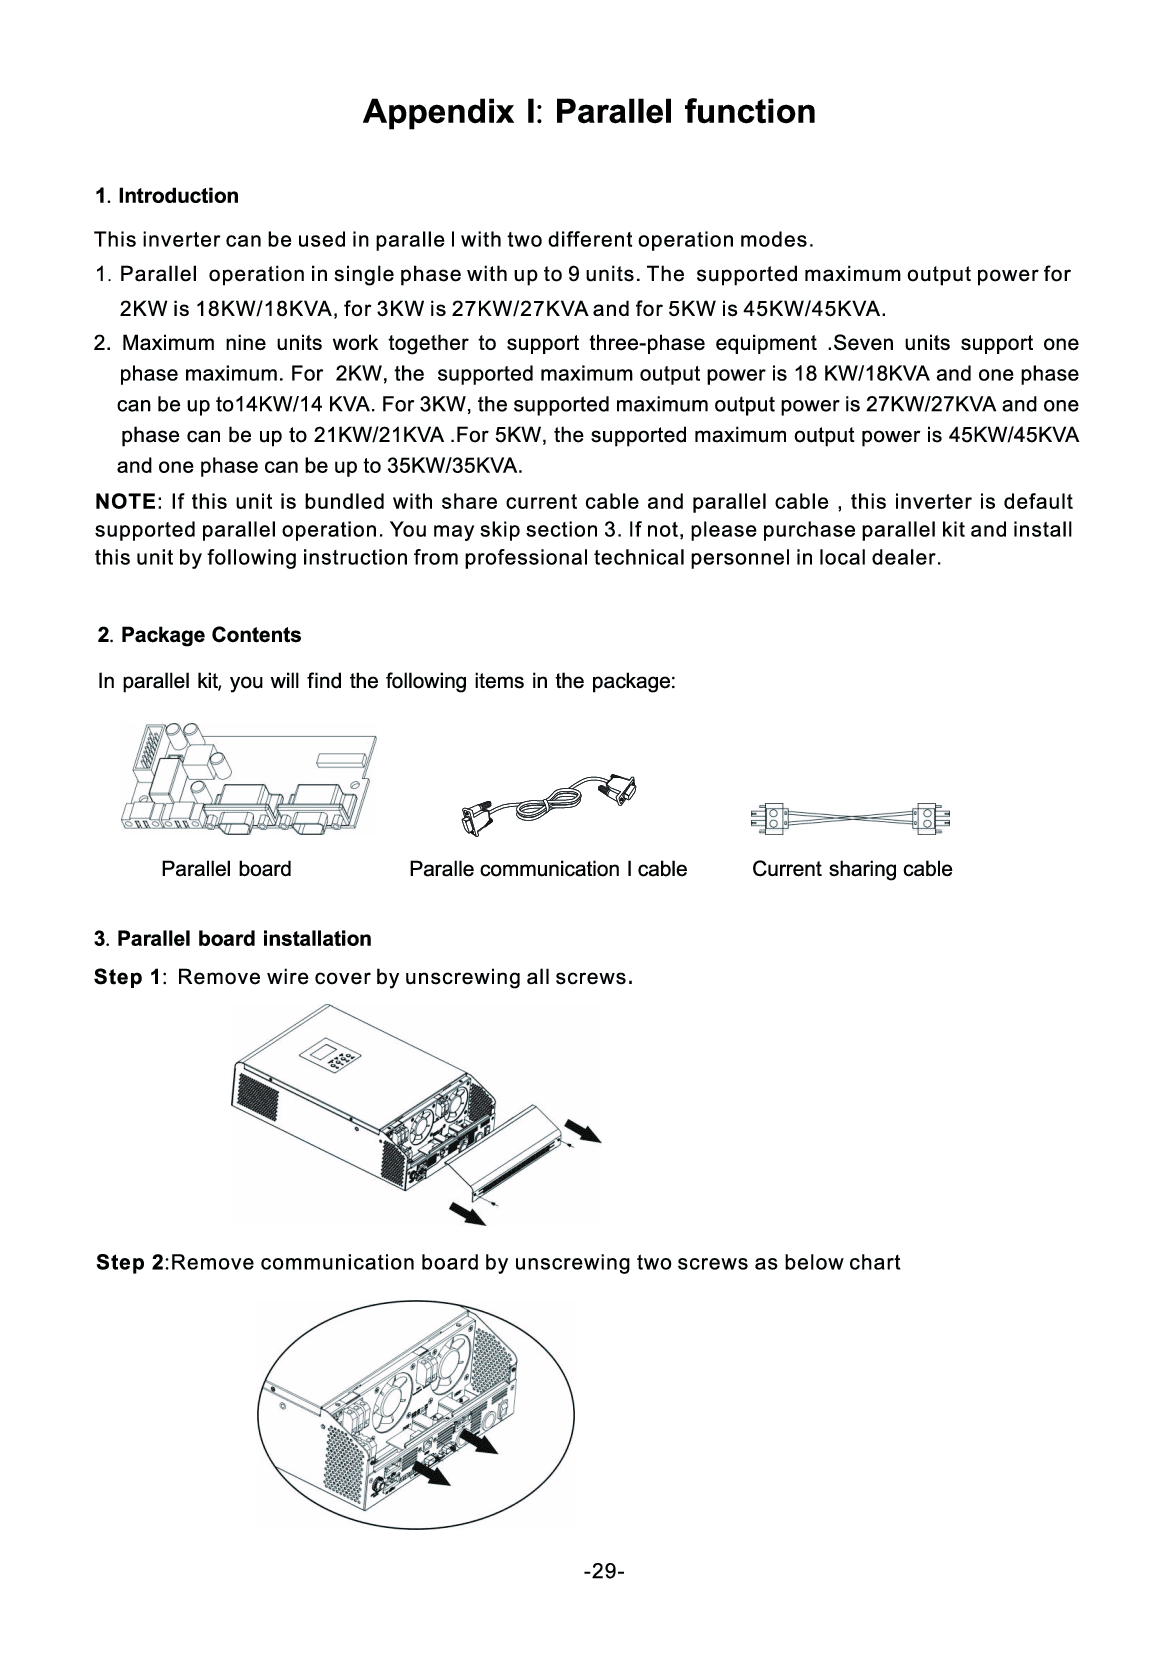 Appendix I: Parallel function
1. Introduction
This inverter can be used in paralle l with two different operation modes.
1. Parallel operation in single phase with up to 9 units. The supported maximum output power for
2KW is 18KW/18KVA, for 3KW is 27KW/27KVA and for 5KW is 45KW/45KVA.
2. Maximum nine units work together to support three-phase equipment .Seven units support one
phase maximum. For 2KW, the supported maximum output power is 18 KW/18KVA and one phase
can be up to14KW/14 KVA. For 3KW, the supported maximum output power is 27KW/27KVA and one
phase can be up to 21KW/21KVA .For 5KW, the supported maximum output power is 45KW/45KVA
and one phase can be up to 35KW/35KVA.
NOTE: If this unit is bundled with share current cable and parallel cable , this inverter is default
supported parallel operation. You may skip section 3. If not, please purchase parallel kit and install
this unit by following instruction from professional technical personnel in local dealer.
2. Package Contents
In parallel kit, you will find the following items in the package:
Parallel board Paralle communication l cable Current sharing cable
3. Parallel board installation
Step 1: Remove wire cover by unscrewing all screws.
Step 2:Remove communication board by unscrewing two screws as below chart
-29-